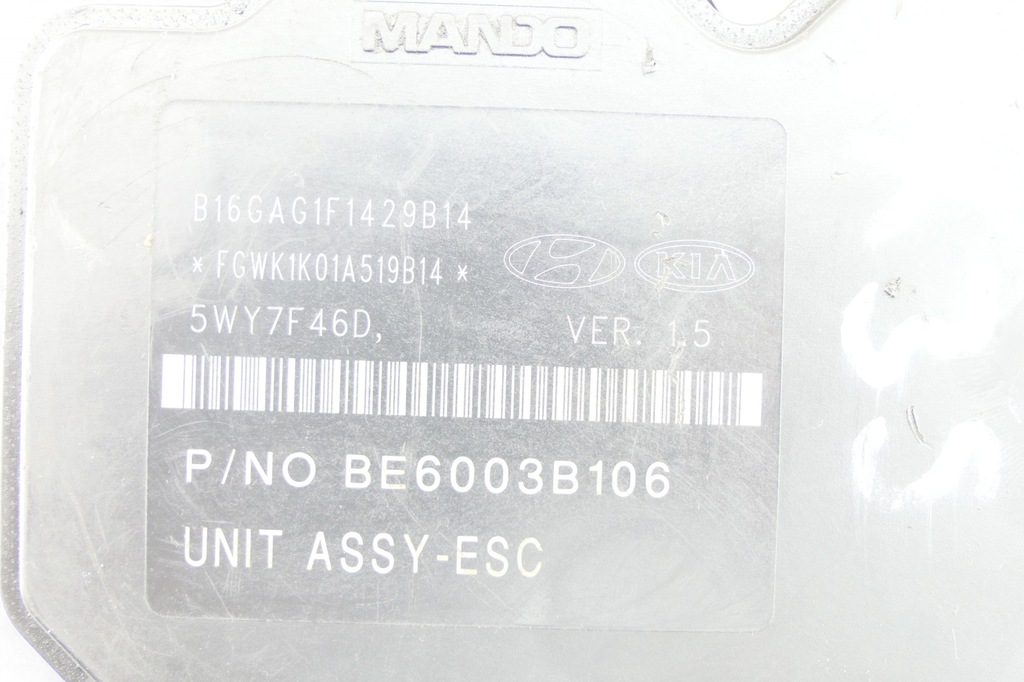 MANDO
B16GAG1F1429B14
*FGWK1K01A519B14*
KIA
5WY7F46D, VER. 1.5
P/NO BE6003B106
UNIT ASSY-ESC